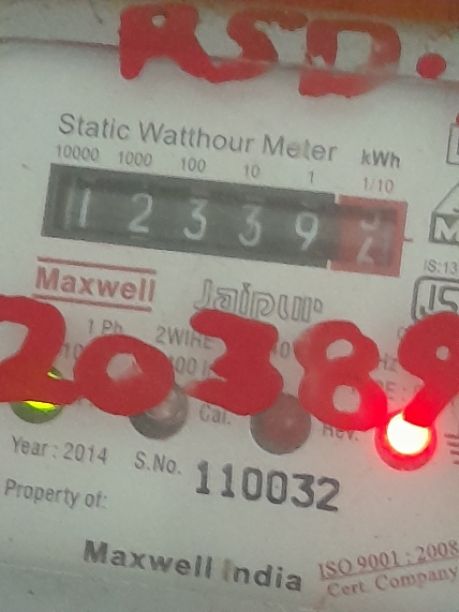 RSD.
Static Watthour Meter kWh
10000 1000 100 10 1 1/10
1 2 3 3 9
Maxwell Jaipur
IS:13
1 Ph 2WIRE
20389
Cal. Rev.
Year : 2014 S.No. 110032
Property of:
Maxwell India ISO 9001 : 2008
Cert. Company